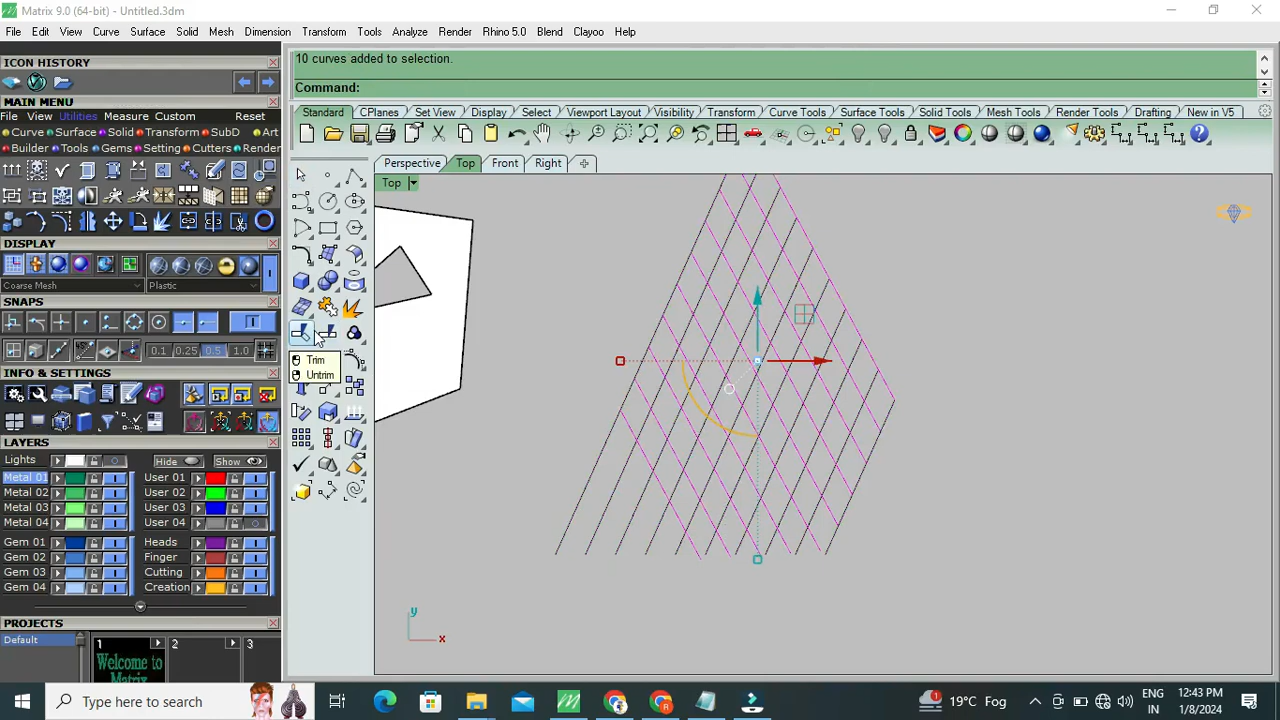 Matrix 9.0 (64-bit) - Untitled.3dm
File Edit View Curve Surface Solid Mesh Dimension Transform Tools Analyze Render Rhino 5.0 Blend Clayoo Help
ICON HISTORY
10 curves added to selection.
Command:
MAIN MENU
File View Utilities Measure Custom Reset
Curve Surface Solid Transform SubD Art
Builder Tools Gems Setting Cutters Render
Standard CPlanes Set View Display Select Viewport Layout Visibility Transform Curve Tools Surface Tools Solid Tools Mesh Tools Render Tools Drafting New in V5
Perspective Top Front Right
Top
DISPLAY
Coarse Mesh Plastic
SNAPS
0.1 0.25 0.5 1.0
Trim
Untrim
INFO & SETTINGS
LAYERS
Lights Hide Show
Metal 01 User 01
Metal 02 User 02
Metal 03 User 03
Metal 04 User 04
Gem 01 Heads
Gem 02 Finger
Gem 03 Cutting
Gem 04 Creation
y
x
PROJECTS
Default
1 2 3
Welcome to
Matrix
Type here to search
19°C Fog
ENG
IN
12:43 PM
1/8/2024